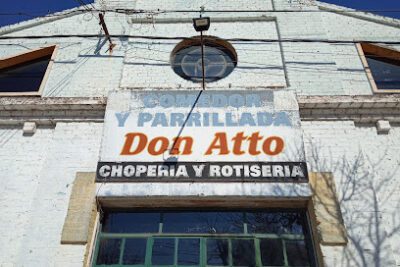 COMEDOR
Y PARRILLADA
Don Atto
CHOPERIA Y ROTISERIA